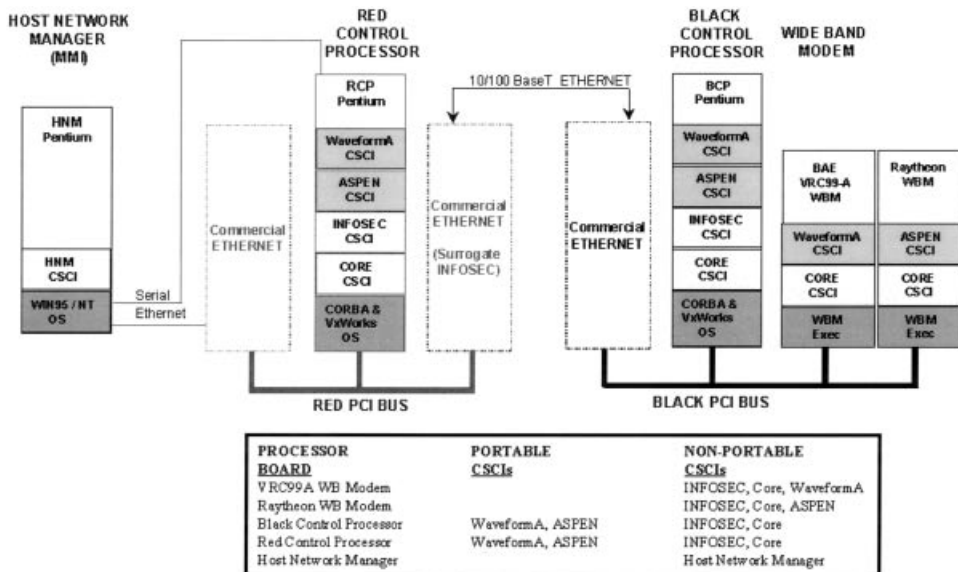 HOST NETWORK
MANAGER
(MMI)
RED
CONTROL
PROCESSOR
BLACK
CONTROL
PROCESSOR
WIDE BAND
MODEM
10/100 BaseT ETHERNET
HNM
Pentium
HNM
CSCI
WIN95 / NT
OS
Serial
Ethernet
Commercial
ETHERNET
RCP
Pentium
WaveformA
CSCI
ASPEN
CSCI
INFOSEC
CSCI
CORE
CSCI
CORBA &
VxWorks
OS
Commercial
ETHERNET
(Surrogate
INFOSEC)
Commercial
ETHERNET
BCP
Pentium
WaveformA
CSCI
ASPEN
CSCI
INFOSEC
CSCI
CORE
CSCI
CORBA &
VxWorks
OS
BAE
VRC99-A
WBM
WaveformA
CSCI
CORE
CSCI
WBM
Exec
Raytheon
WBM
ASPEN
CSCI
CORE
CSCI
WBM
Exec
RED PCI BUS
BLACK PCI BUS
PROCESSOR PORTABLE NON-PORTABLE
BOARD CSCIs CSCIs
VRC99A WB Modem INFOSEC, Core, WaveformA
Raytheon WB Modem INFOSEC, Core, ASPEN
Black Control Processor WaveformA, ASPEN INFOSEC, Core
Red Control Processor WaveformA, ASPEN INFOSEC, Core
Host Network Manager Host Network Manager